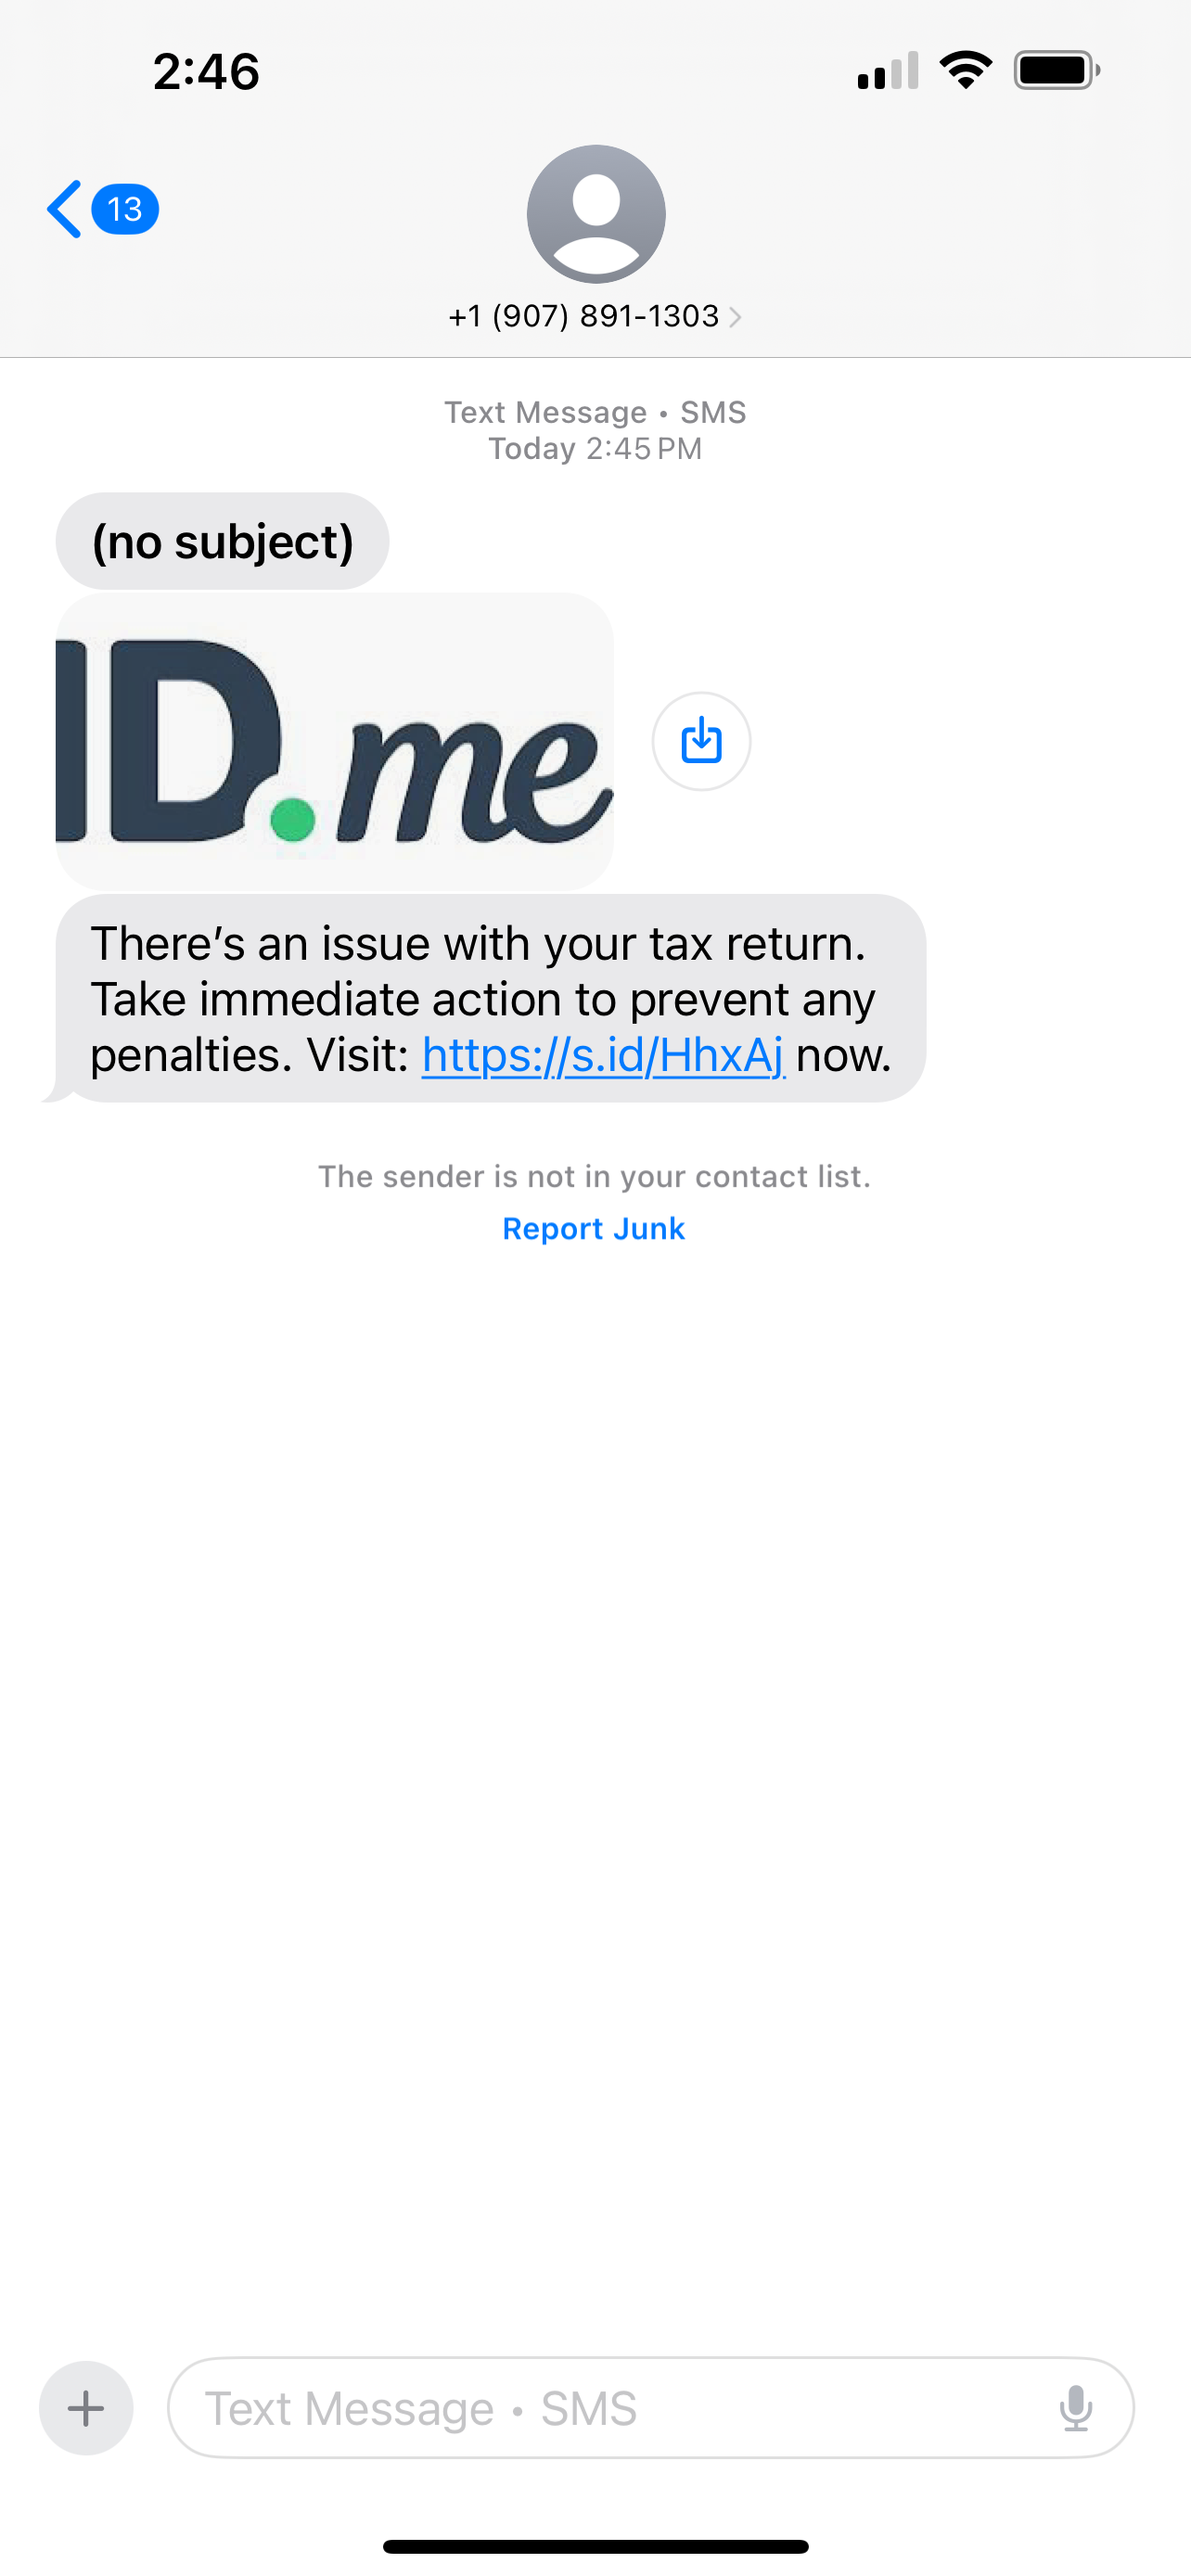 2:46
13
+1 (907) 891-1303
Text Message • SMS
Today 2:45 PM
(no subject)
ID.me
There’s an issue with your tax return.
Take immediate action to prevent any
penalties. Visit: https://s.id/HhxAj now.
The sender is not in your contact list.
Report Junk
Text Message • SMS